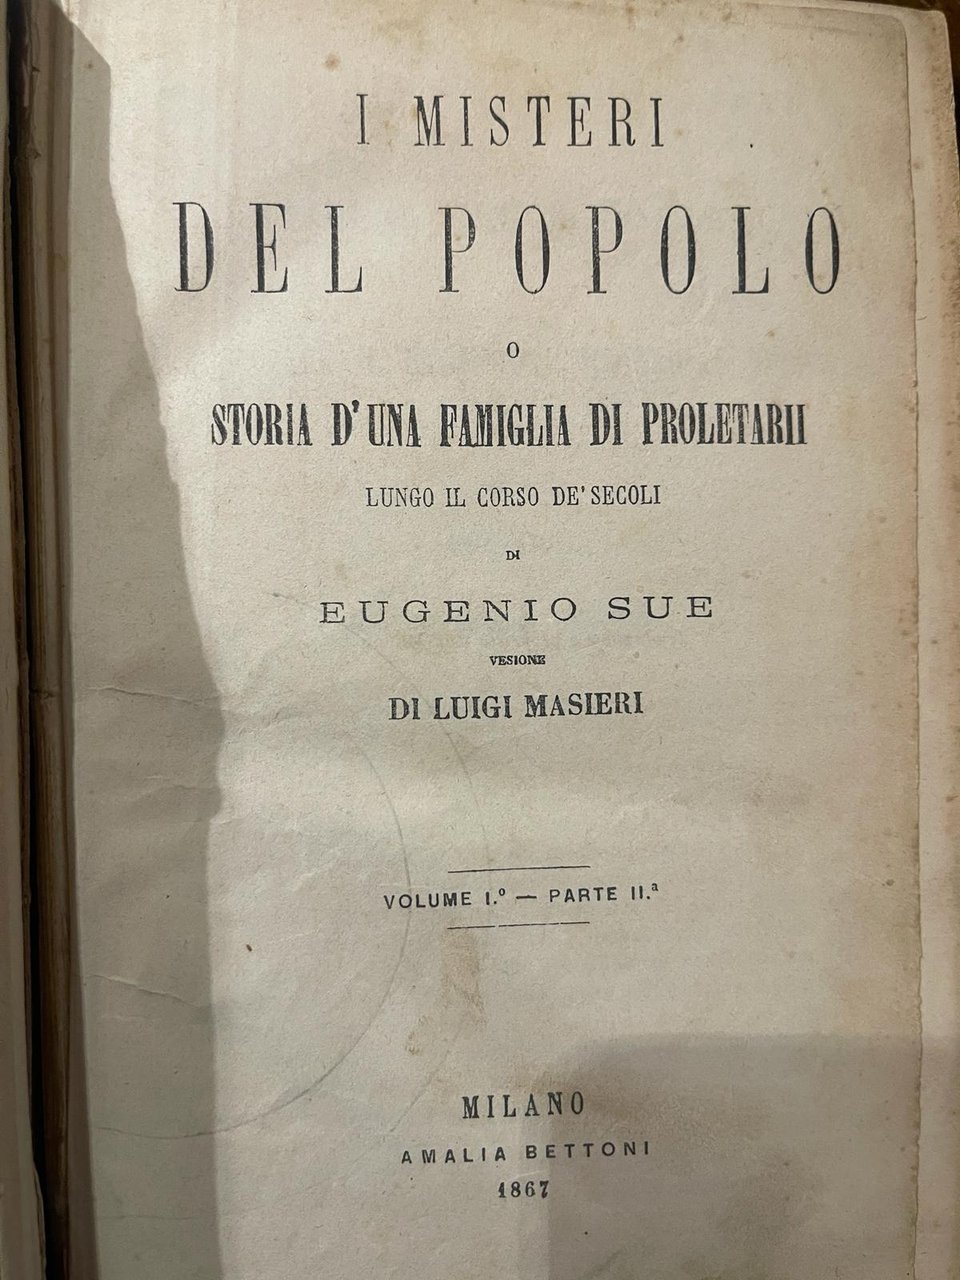 I MISTERI
DEL POPOLO
O
STORIA D'UNA FAMIGLIA DI PROLETARII
LUNGO IL CORSO DE' SECOLI
DI
EUGENIO SUE
VESIONE
DI LUIGI MASIERI
VOLUME I.º — PARTE II.ª
MILANO
AMALIA BETTONI
1867